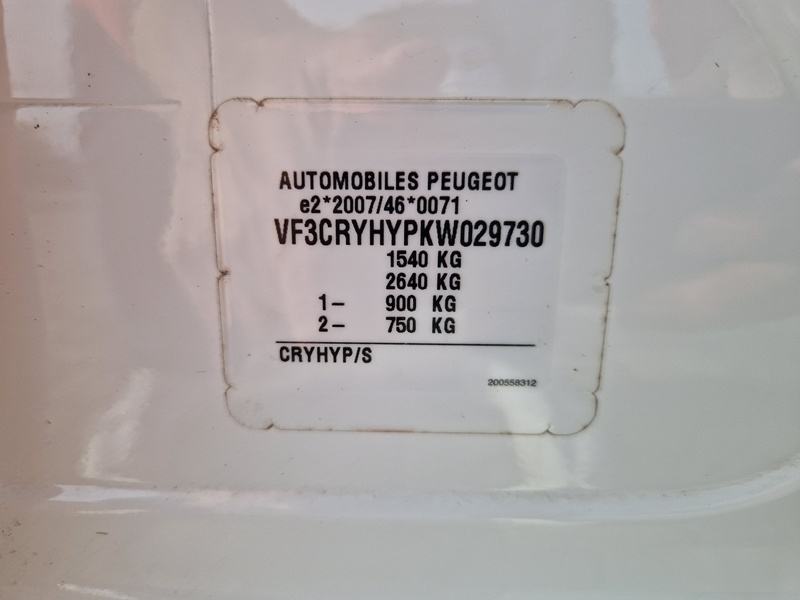 AUTOMOBILES PEUGEOT
e2*2007/46*0071
VF3CRYHYPKW029730
1540 KG
2640 KG
1- 900 KG
2- 750 KG
CRYHYP/S
200558312